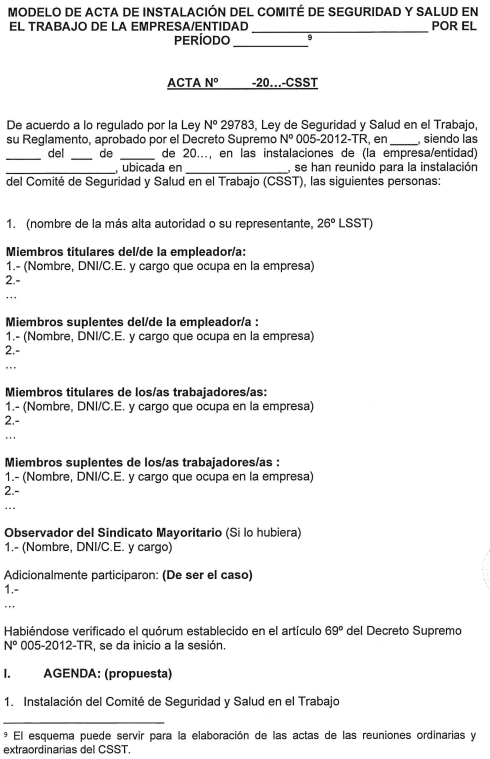 MODELO DE ACTA DE INSTALACIÓN DEL COMITÉ DE SEGURIDAD Y SALUD EN
EL TRABAJO DE LA EMPRESA/ENTIDAD __________________________ POR EL
PERÍODO ___________⁹
ACTA Nº      -20...-CSST
De acuerdo a lo regulado por la Ley Nº 29783, Ley de Seguridad y Salud en el Trabajo,
su Reglamento, aprobado por el Decreto Supremo Nº 005-2012-TR, en ____, siendo las
_____ del ___ de _____ de 20..., en las instalaciones de (la empresa/entidad)
________________, ubicada en _______________, se han reunido para la instalación
del Comité de Seguridad y Salud en el Trabajo (CSST), las siguientes personas:
1. (nombre de la más alta autoridad o su representante, 26º LSST)
Miembros titulares del/de la empleador/a:
1.- (Nombre, DNI/C.E. y cargo que ocupa en la empresa)
2.-
...
Miembros suplentes del/de la empleador/a :
1.- (Nombre, DNI/C.E. y cargo que ocupa en la empresa)
2.-
...
Miembros titulares de los/as trabajadores/as:
1.- (Nombre, DNI/C.E. y cargo que ocupa en la empresa)
2.-
...
Miembros suplentes de los/as trabajadores/as :
1.- (Nombre, DNI/C.E. y cargo que ocupa en la empresa)
2.-
...
Observador del Sindicato Mayoritario (Si lo hubiera)
1.- (Nombre, DNI/C.E. y cargo)
Adicionalmente participaron: (De ser el caso)
1.-
...
Habiéndose verificado el quórum establecido en el artículo 69º del Decreto Supremo
Nº 005-2012-TR, se da inicio a la sesión.
I. AGENDA: (propuesta)
1. Instalación del Comité de Seguridad y Salud en el Trabajo
⁹ El esquema puede servir para la elaboración de las actas de las reuniones ordinarias y
extraordinarias del CSST.